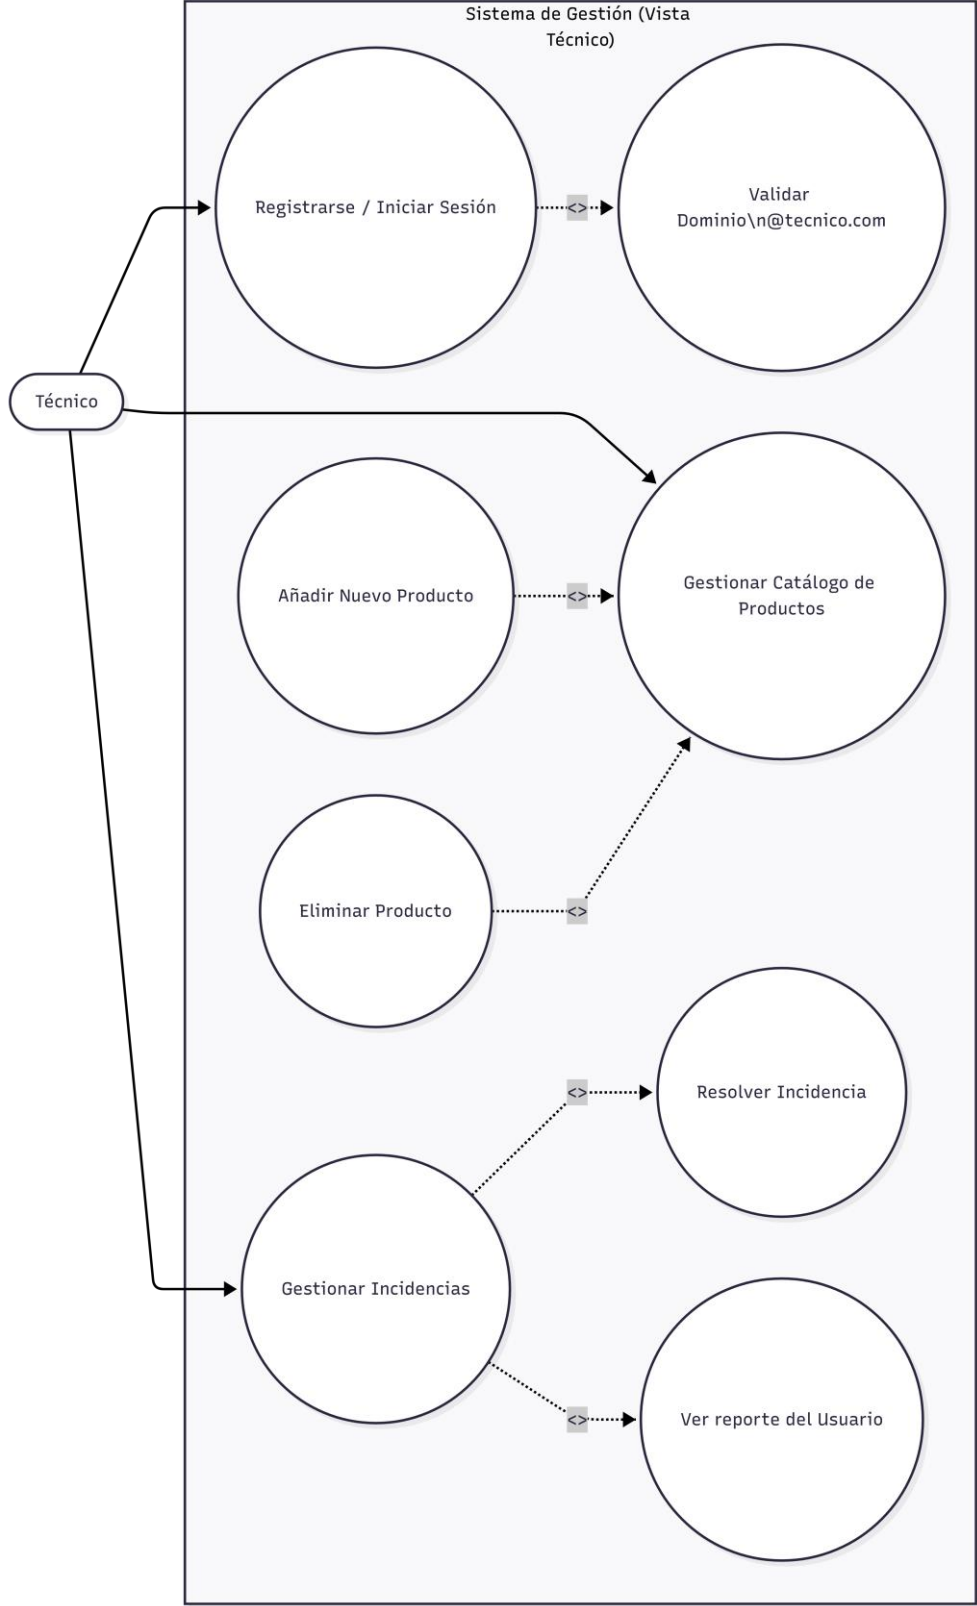 Sistema de Gestión (Vista
Técnico)
Registrarse / Iniciar Sesión
<>
Validar
Dominio\n@tecnico.com
Técnico
Añadir Nuevo Producto
<>
Gestionar Catálogo de
Productos
Eliminar Producto
<>
<>
Resolver Incidencia
Gestionar Incidencias
<>
Ver reporte del Usuario